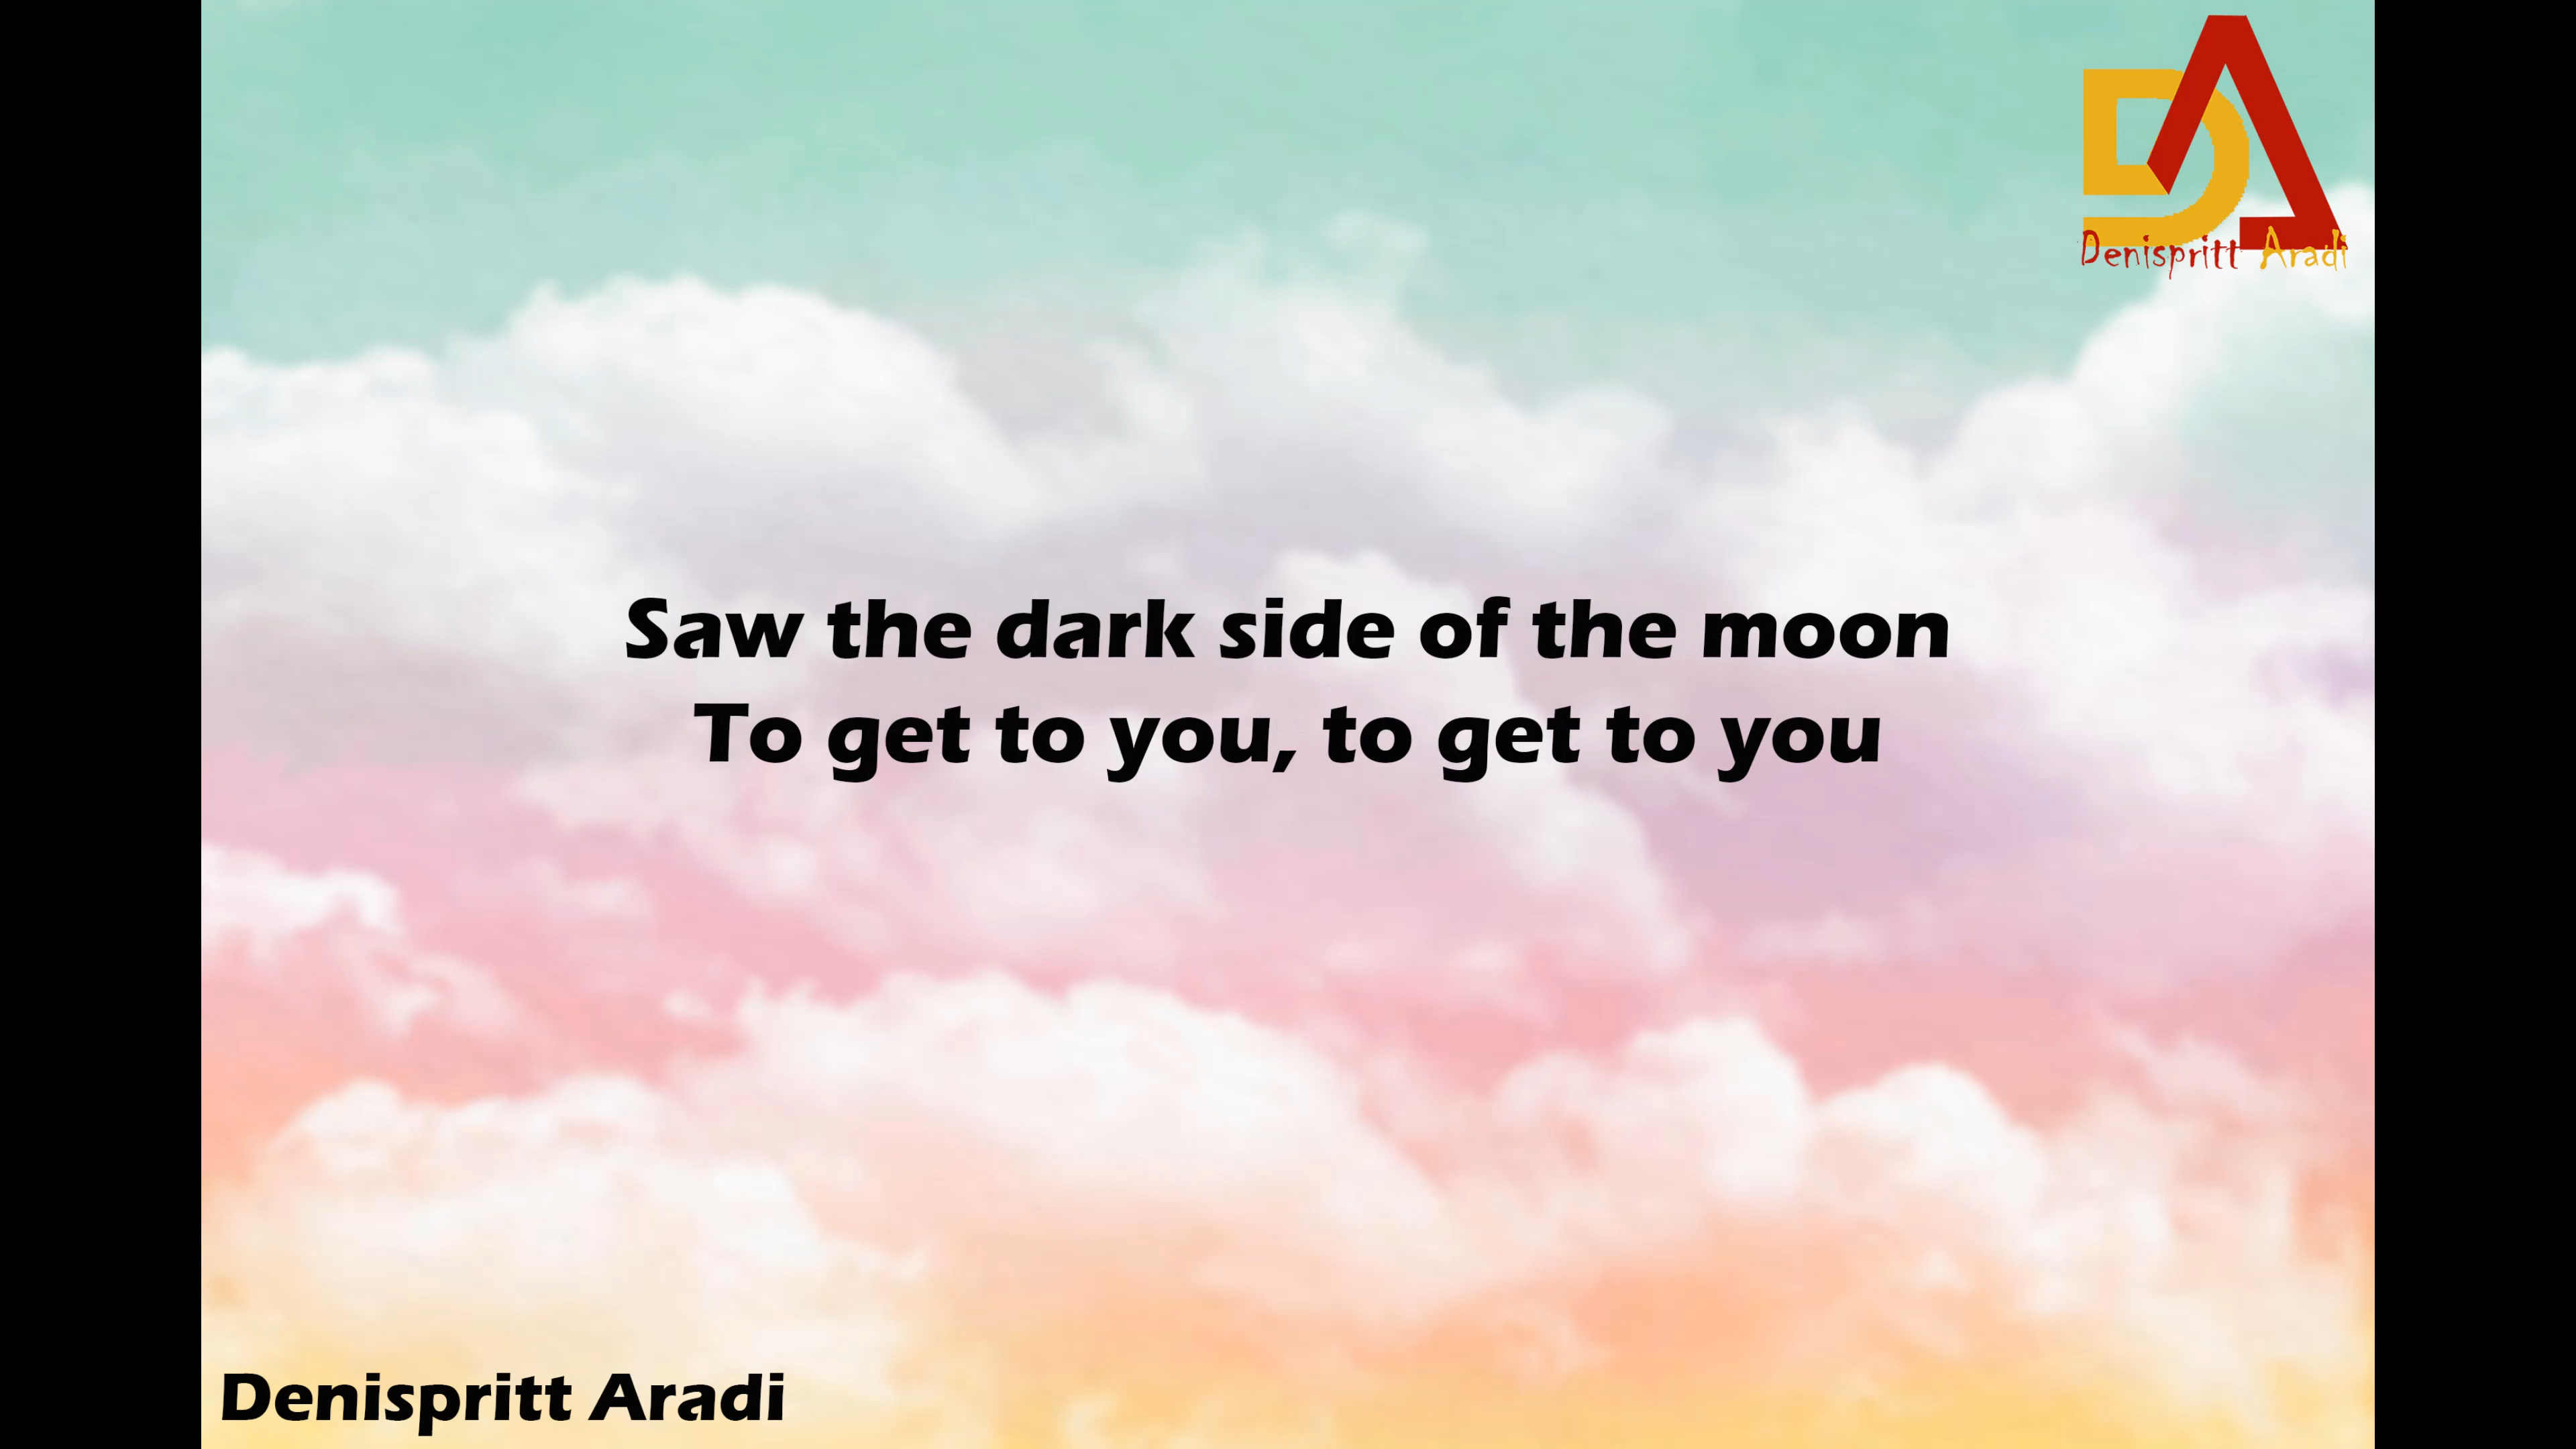 Denispritt Aradi
Saw the dark side of the moon
To get to you, to get to you
Denispritt Aradi